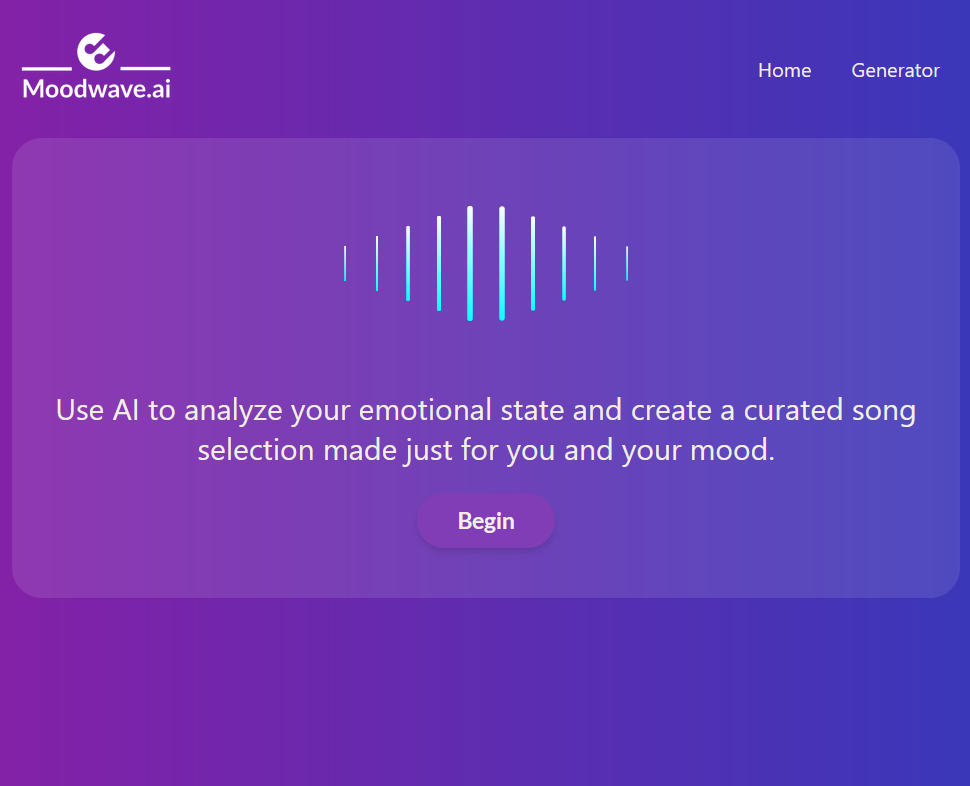 Moodwave.ai
Home
Generator
Use AI to analyze your emotional state and create a curated song
selection made just for you and your mood.
Begin